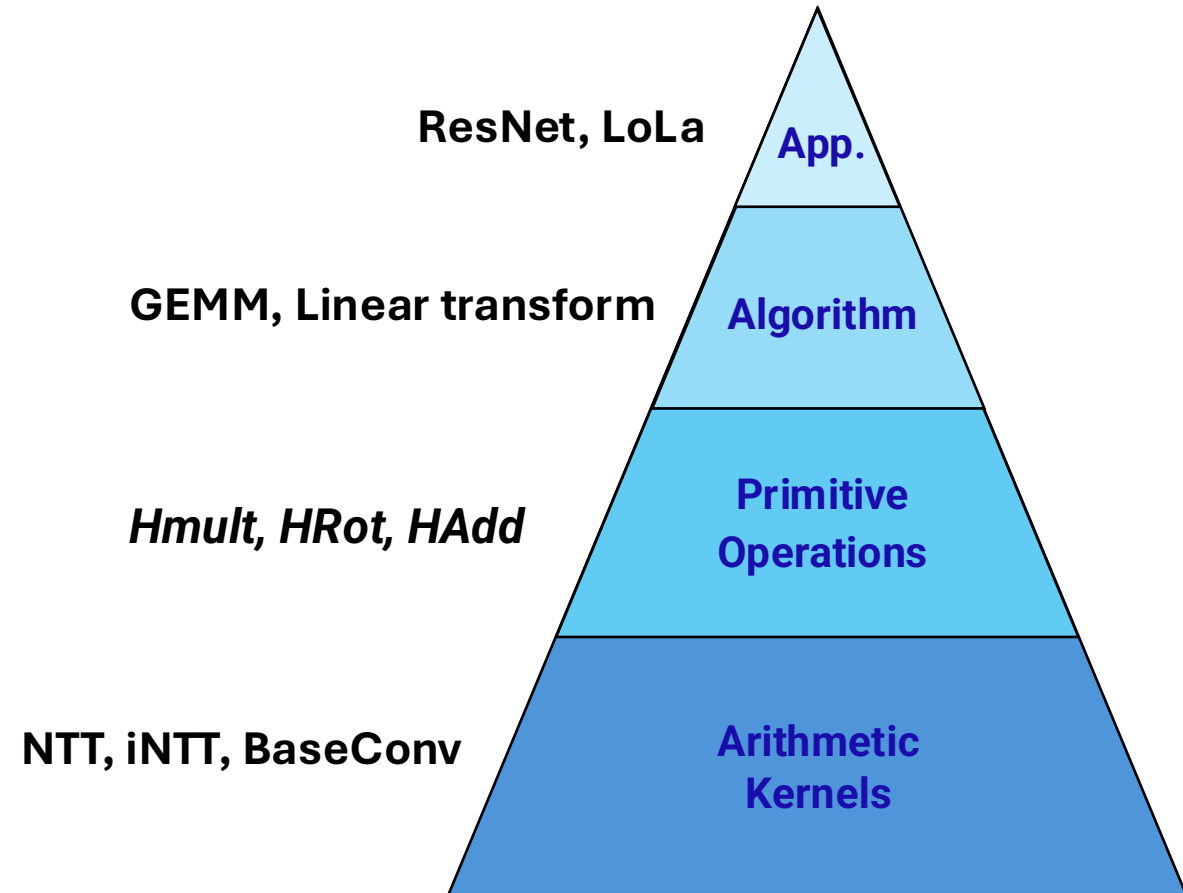 ResNet, LoLa
App.
GEMM, Linear transform
Algorithm
Hmult, HRot, HAdd
Primitive
Operations
NTT, iNTT, BaseConv
Arithmetic
Kernels